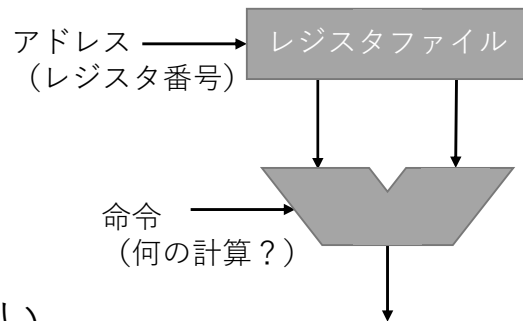 アドレス
(レジスタ番号)
レジスタファイル
命令
(何の計算?)
い